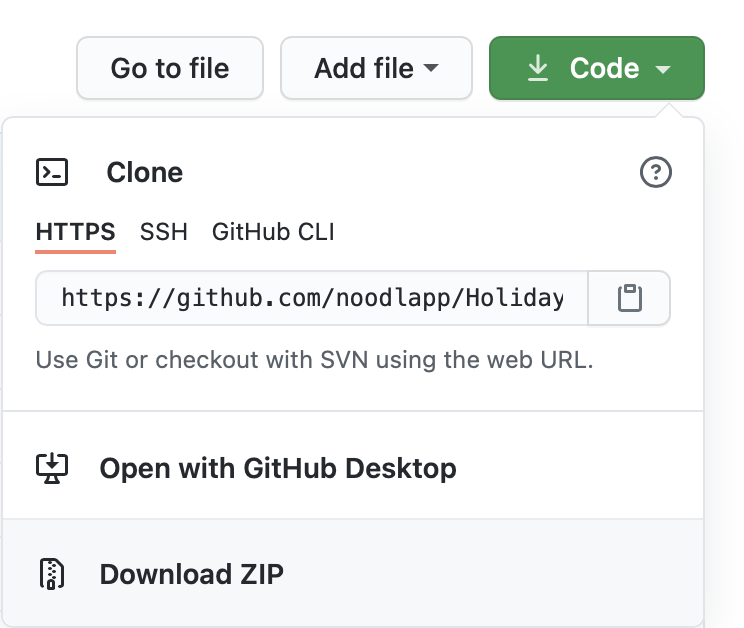 Go to file
Add file
Code
Clone
HTTPS
SSH
GitHub CLI
https://github.com/noodlapp/Holiday
Use Git or checkout with SVN using the web URL.
Open with GitHub Desktop
Download ZIP